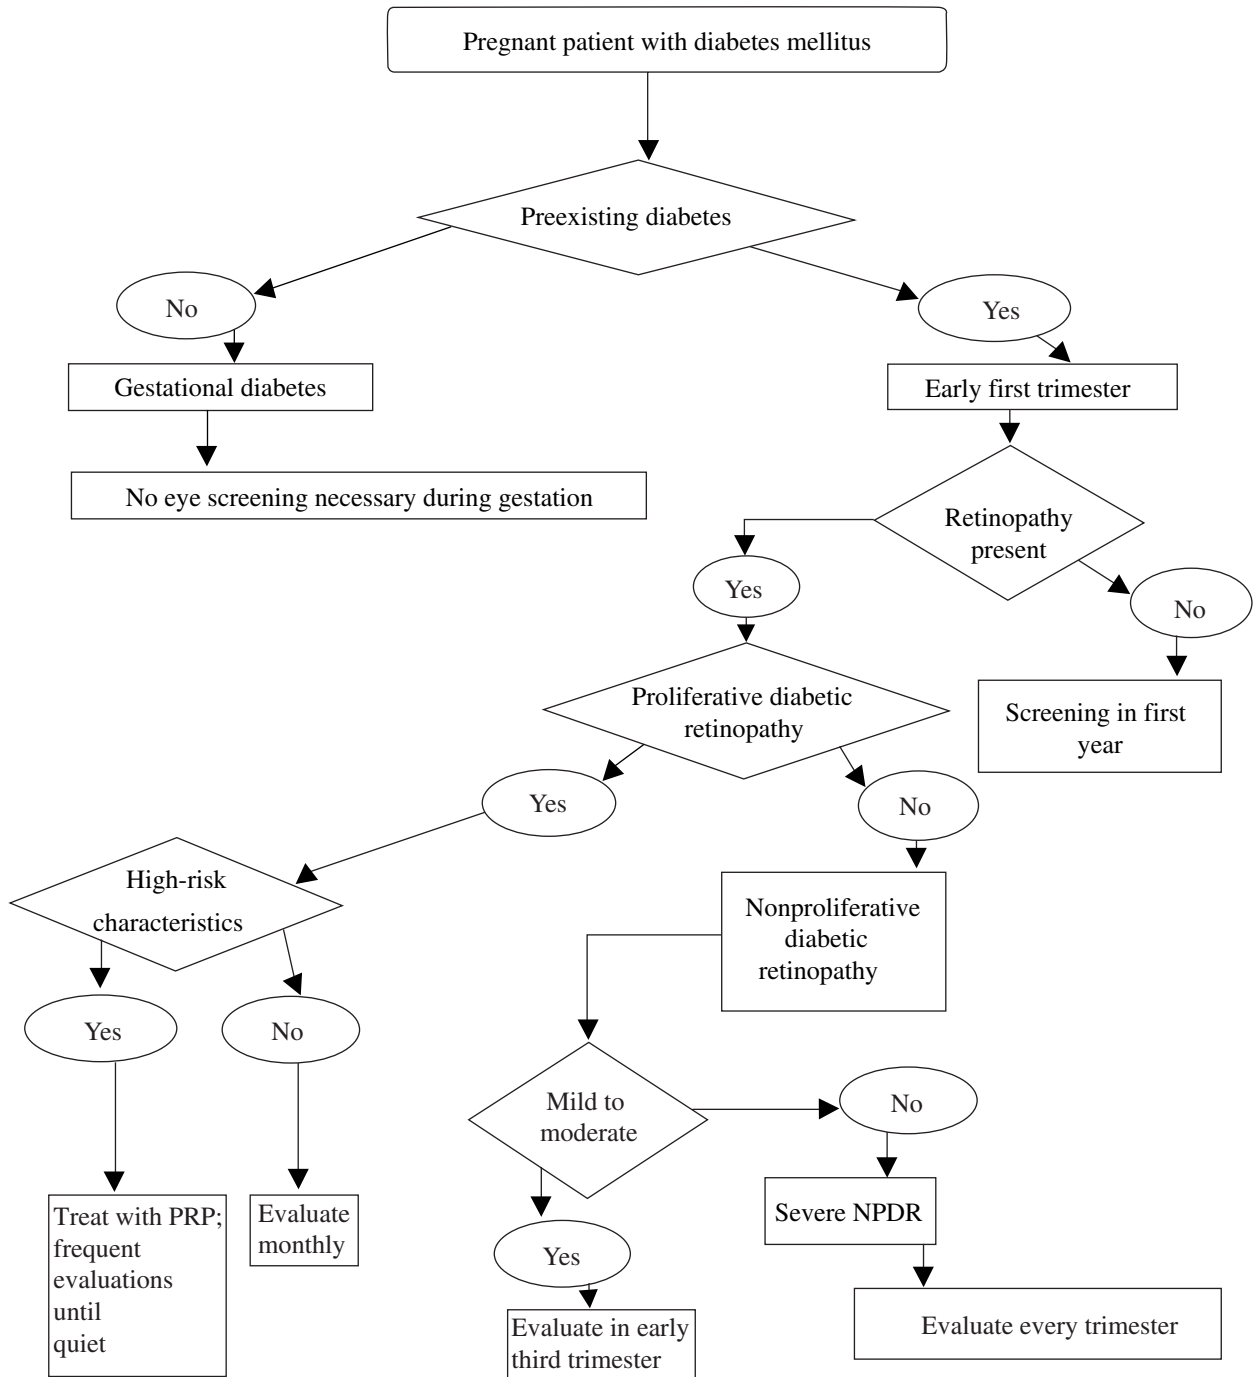 Pregnant patient with diabetes mellitus
Preexisting diabetes
No
Yes
Gestational diabetes
Early first trimester
No eye screening necessary during gestation
Retinopathy
present
Yes
No
Proliferative diabetic
retinopathy
Screening in first
year
Yes
No
High-risk
characteristics
Nonproliferative
diabetic
retinopathy
Yes
No
Mild to
moderate
No
Treat with PRP;
frequent
evaluations
until
quiet
Evaluate
monthly
Severe NPDR
Yes
Evaluate in early
third trimester
Evaluate every trimester